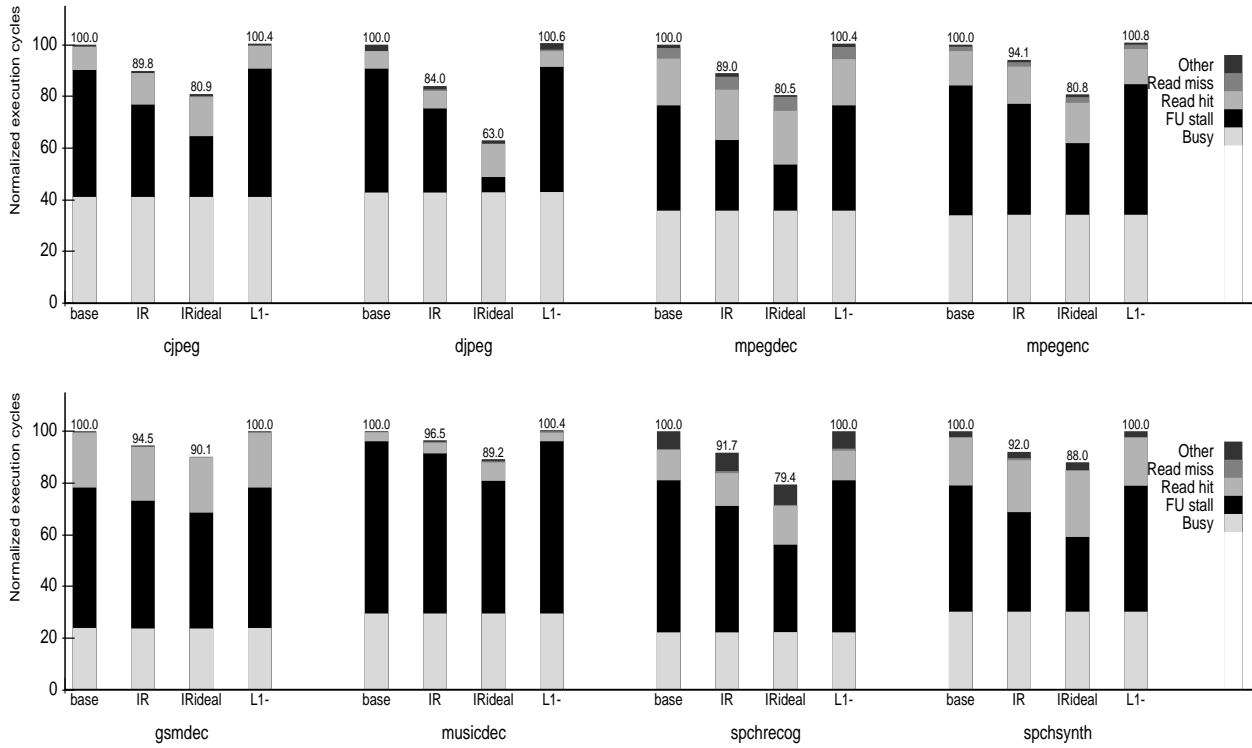 Normalized execution cycles
100
80
60
40
20
0
100.0 89.8 80.9 100.4
100.0 84.0 63.0 100.6
100.0 89.0 80.5 100.4
100.0 94.1 80.8 100.8
Other
Read miss
Read hit
FU stall
Busy
base IR IRideal L1-
base IR IRideal L1-
base IR IRideal L1-
base IR IRideal L1-
cjpeg djpeg mpegdec mpegenc
Normalized execution cycles
100
80
60
40
20
0
100.0 94.5 90.1 100.0
100.0 96.5 89.2 100.4
100.0 91.7 79.4 100.0
100.0 92.0 88.0 100.0
Other
Read miss
Read hit
FU stall
Busy
base IR IRideal L1-
base IR IRideal L1-
base IR IRideal L1-
base IR IRideal L1-
gsmdec musicdec spchrecog spchsynth